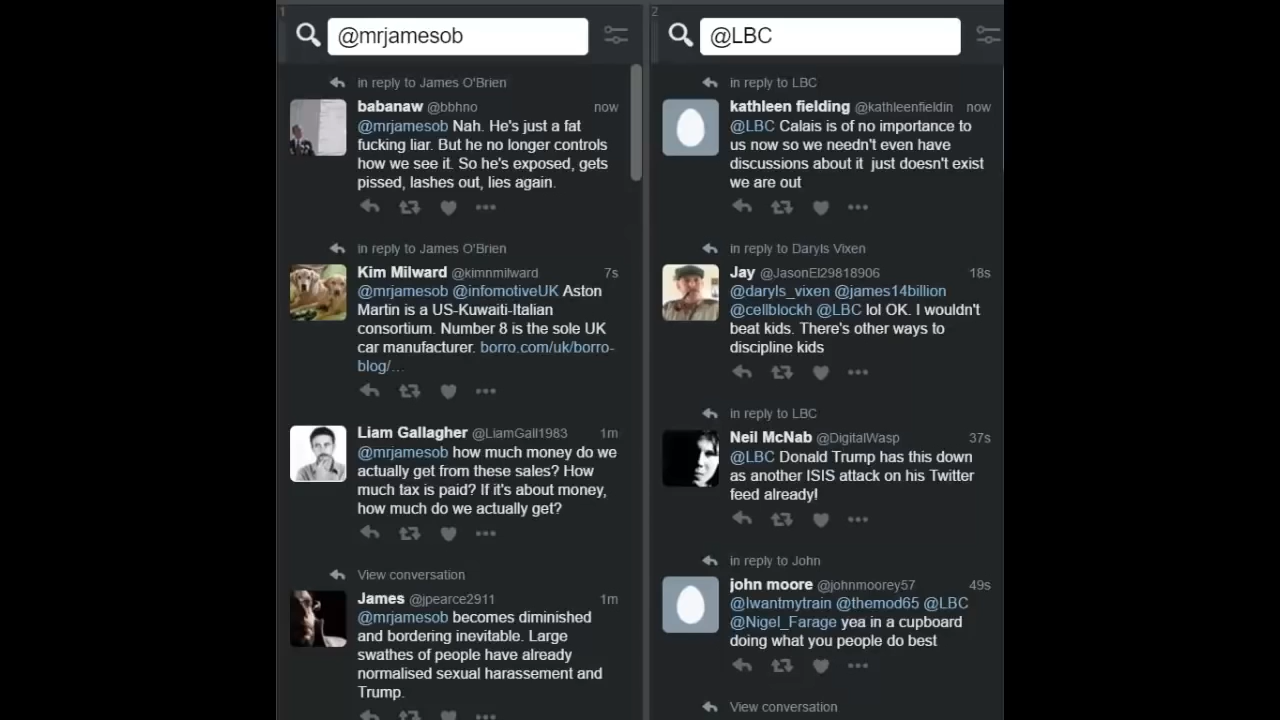 1
@mrjamesob
in reply to James O'Brien
babanaw @bbhno now
@mrjamesob Nah. He's just a fat
fucking liar. But he no longer controls
how we see it. So he's exposed, gets
pissed, lashes out, lies again.
in reply to James O'Brien
Kim Milward @kimnmilward 7s
@mrjamesob @infomotiveUK Aston
Martin is a US-Kuwaiti-Italian
consortium. Number 8 is the sole UK
car manufacturer. borro.com/uk/borro-
blog/…
Liam Gallagher @LiamGall1983 1m
@mrjamesob how much money do we
actually get from these sales? How
much tax is paid? If it's about money,
how much do we actually get?
View conversation
James @jpearce2911 1m
@mrjamesob becomes diminished
and bordering inevitable. Large
swathes of people have already
normalised sexual harassement and
Trump.
2
@LBC
in reply to LBC
kathleen fielding @kathleenfieldin now
@LBC Calais is of no importance to
us now so we needn't even have
discussions about it just doesn't exist
we are out
in reply to Daryls Vixen
Jay @JasonEl29818906 18s
@daryls_vixen @james14billion
@cellblockh @LBC lol OK. I wouldn't
beat kids. There's other ways to
discipline kids
in reply to LBC
Neil McNab @DigitalWasp 37s
@LBC Donald Trump has this down
as another ISIS attack on his Twitter
feed already!
in reply to John
john moore @johnmoorey57 49s
@Iwantmytrain @themod65 @LBC
@Nigel_Farage yea in a cupboard
doing what you people do best
View conversation